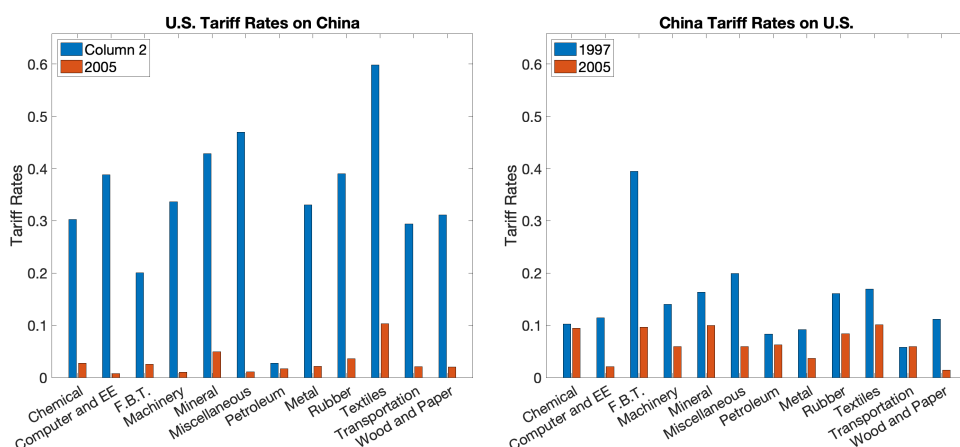 U.S. Tariff Rates on China
Column 2
2005
Tariff Rates
0.6
0.5
0.4
0.3
0.2
0.1
0
Chemical
Computer and EE
F.B.T.
Machinery
Mineral
Miscellaneous
Petroleum
Metal
Rubber
Textiles
Transportation
Wood and Paper
China Tariff Rates on U.S.
1997
2005
Tariff Rates
0.6
0.5
0.4
0.3
0.2
0.1
0
Chemical
Computer and EE
F.B.T.
Machinery
Mineral
Miscellaneous
Petroleum
Metal
Rubber
Textiles
Transportation
Wood and Paper